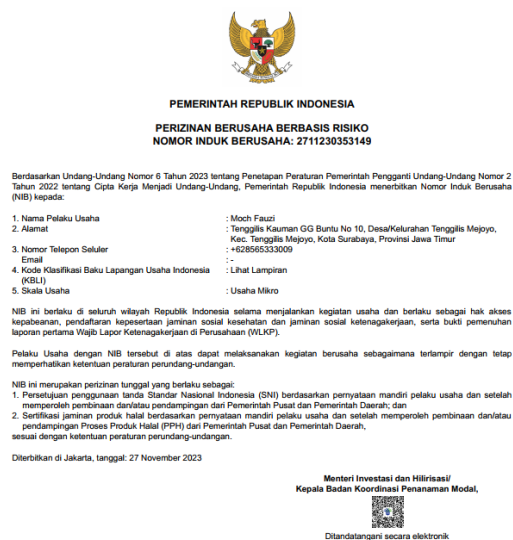 PEMERINTAH REPUBLIK INDONESIA
PERIZINAN BERUSAHA BERBASIS RISIKO
NOMOR INDUK BERUSAHA: 2711230353149
Berdasarkan Undang-Undang Nomor 6 Tahun 2023 tentang Penetapan Peraturan Pemerintah Pengganti Undang-Undang Nomor 2
Tahun 2022 tentang Cipta Kerja Menjadi Undang-Undang, Pemerintah Republik Indonesia menerbitkan Nomor Induk Berusaha
(NIB) kepada:
1. Nama Pelaku Usaha : Moch Fauzi
2. Alamat : Tenggilis Kauman GG Buntu No 10, Desa/Kelurahan Tenggilis Mejoyo,
Kec. Tenggilis Mejoyo, Kota Surabaya, Provinsi Jawa Timur
3. Nomor Telepon Seluler : +628565333009
Email : -
4. Kode Klasifikasi Baku Lapangan Usaha Indonesia : Lihat Lampiran
(KBLI)
5. Skala Usaha : Usaha Mikro
NIB ini berlaku di seluruh wilayah Republik Indonesia selama menjalankan kegiatan usaha dan berlaku sebagai hak akses
kepabeanan, pendaftaran kepesertaan jaminan sosial kesehatan dan jaminan sosial ketenagakerjaan, serta bukti pemenuhan
laporan pertama Wajib Lapor Ketenagakerjaan di Perusahaan (WLKP).
Pelaku Usaha dengan NIB tersebut di atas dapat melaksanakan kegiatan berusaha sebagaimana terlampir dengan tetap
memperhatikan ketentuan peraturan perundang-undangan.
NIB ini merupakan perizinan tunggal yang berlaku sebagai:
1. Persetujuan penggunaan tanda Standar Nasional Indonesia (SNI) berdasarkan pernyataan mandiri pelaku usaha dan setelah
memperoleh pembinaan dan/atau pendampingan dari Pemerintah Pusat dan Pemerintah Daerah; dan
2. Sertifikasi jaminan produk halal berdasarkan pernyataan mandiri pelaku usaha dan setelah memperoleh pembinaan dan/atau
pendampingan Proses Produk Halal (PPH) dari Pemerintah Pusat dan Pemerintah Daerah,
sesuai dengan ketentuan peraturan perundang-undangan.
Diterbitkan di Jakarta, tanggal: 27 November 2023
Menteri Investasi dan Hilirisasi/
Kepala Badan Koordinasi Penanaman Modal,
Ditandatangani secara elektronik